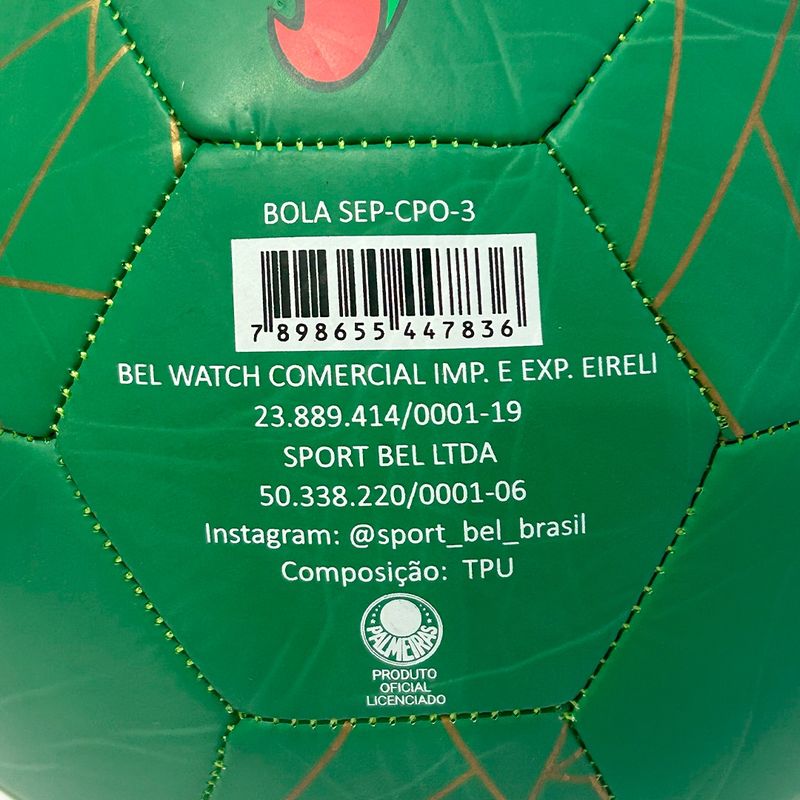 BOLA SEP-CPO-3
7 898655 447836
BEL WATCH COMERCIAL IMP. E EXP. EIRELI
23.889.414/0001-19
SPORT BEL LTDA
50.338.220/0001-06
Instagram: @sport_bel_brasil
Composição: TPU
PALMEIRAS
PRODUTO
OFICIAL
LICENCIADO